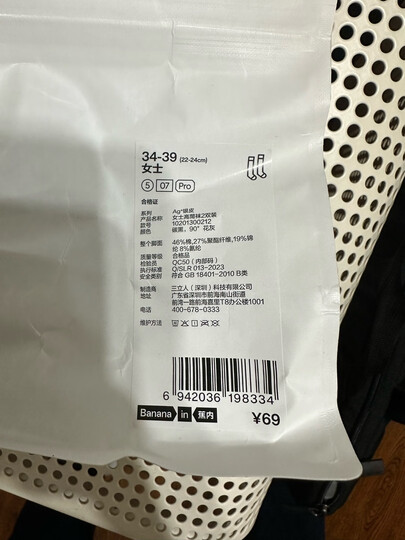 34-39 (22-24cm)
女士
5 07 Pro
合格证
系列 Ag⁺银皮
产品名称 女士高筒袜2双装
款号 10201300212
颜色 碳黑、90°花灰
整个脚面 46%棉,27%聚酯纤维,19%锦
纶 8%氨纶
质量等级 合格品
检验员 QC50（内部码）
执行标准 Q/SLR 013-2023
安全类别 符合 GB 18401-2010 B类
制造商 三立人（深圳）科技有限公司
地址 广东省深圳市前海南山街道
前湾一路前海嘉里T8办公楼1001
电话 400-678-0333
维护方法
6 942036 198334
Banana in 蕉内
¥69